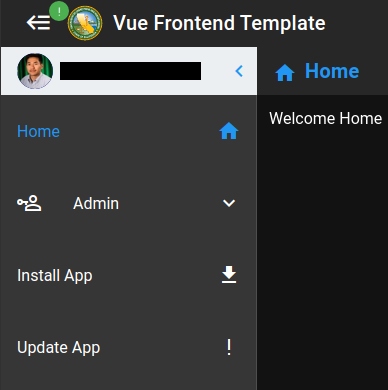 !
Vue Frontend Template
Home
Welcome Home
Home
Admin
Install App
Update App
!